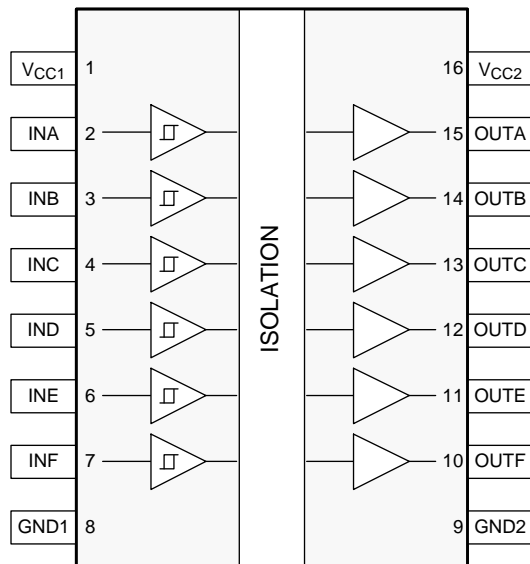 VCC1 1 16 VCC2
INA 2 15 OUTA
INB 3 14 OUTB
INC 4 13 OUTC
IND 5 12 OUTD
INE 6 11 OUTE
INF 7 10 OUTF
GND1 8 9 GND2
ISOLATION